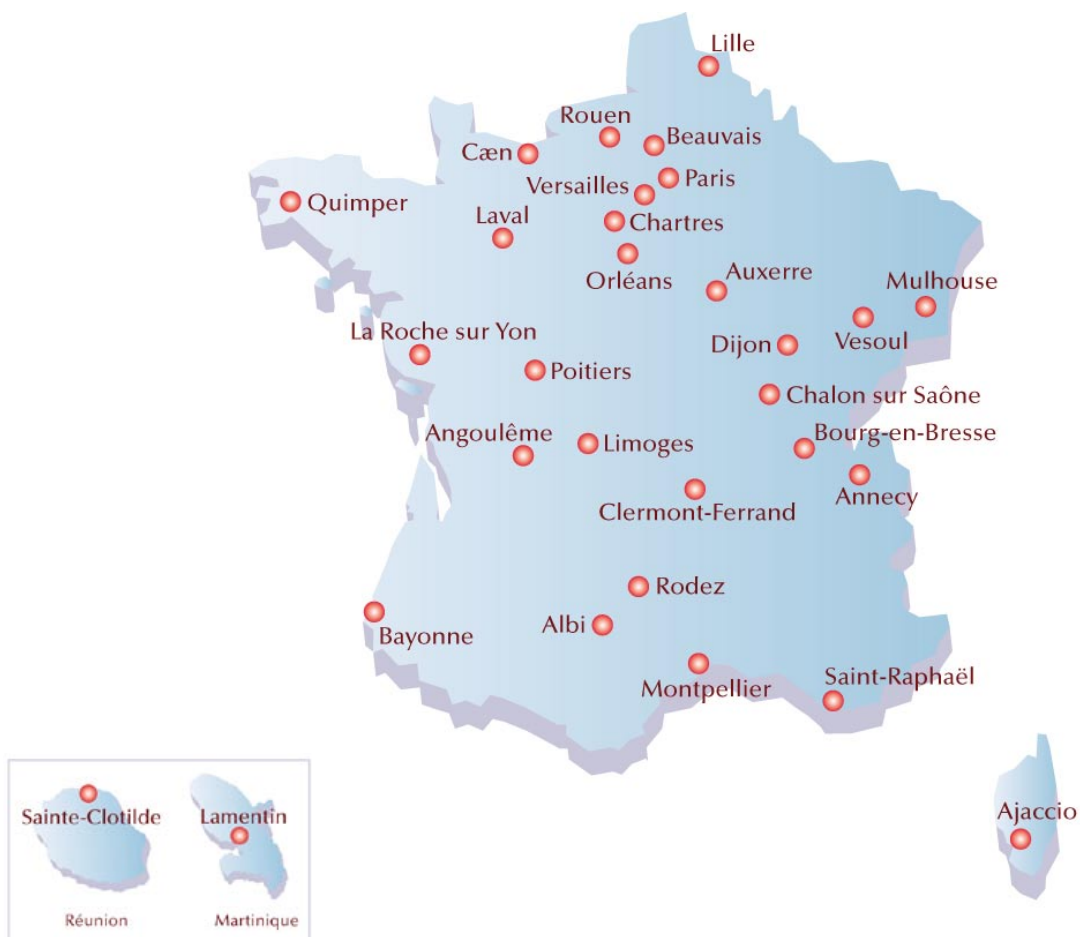 Lille
Rouen
Beauvais
Cæn
Paris
Versailles
Quimper
Laval
Chartres
Orléans
Auxerre
Mulhouse
La Roche sur Yon
Vesoul
Dijon
Poitiers
Chalon sur Saône
Angoulême
Limoges
Bourg-en-Bresse
Annecy
Clermont-Ferrand
Rodez
Albi
Bayonne
Saint-Raphaël
Montpellier
Sainte-Clotilde
Lamentin
Ajaccio
Réunion
Martinique